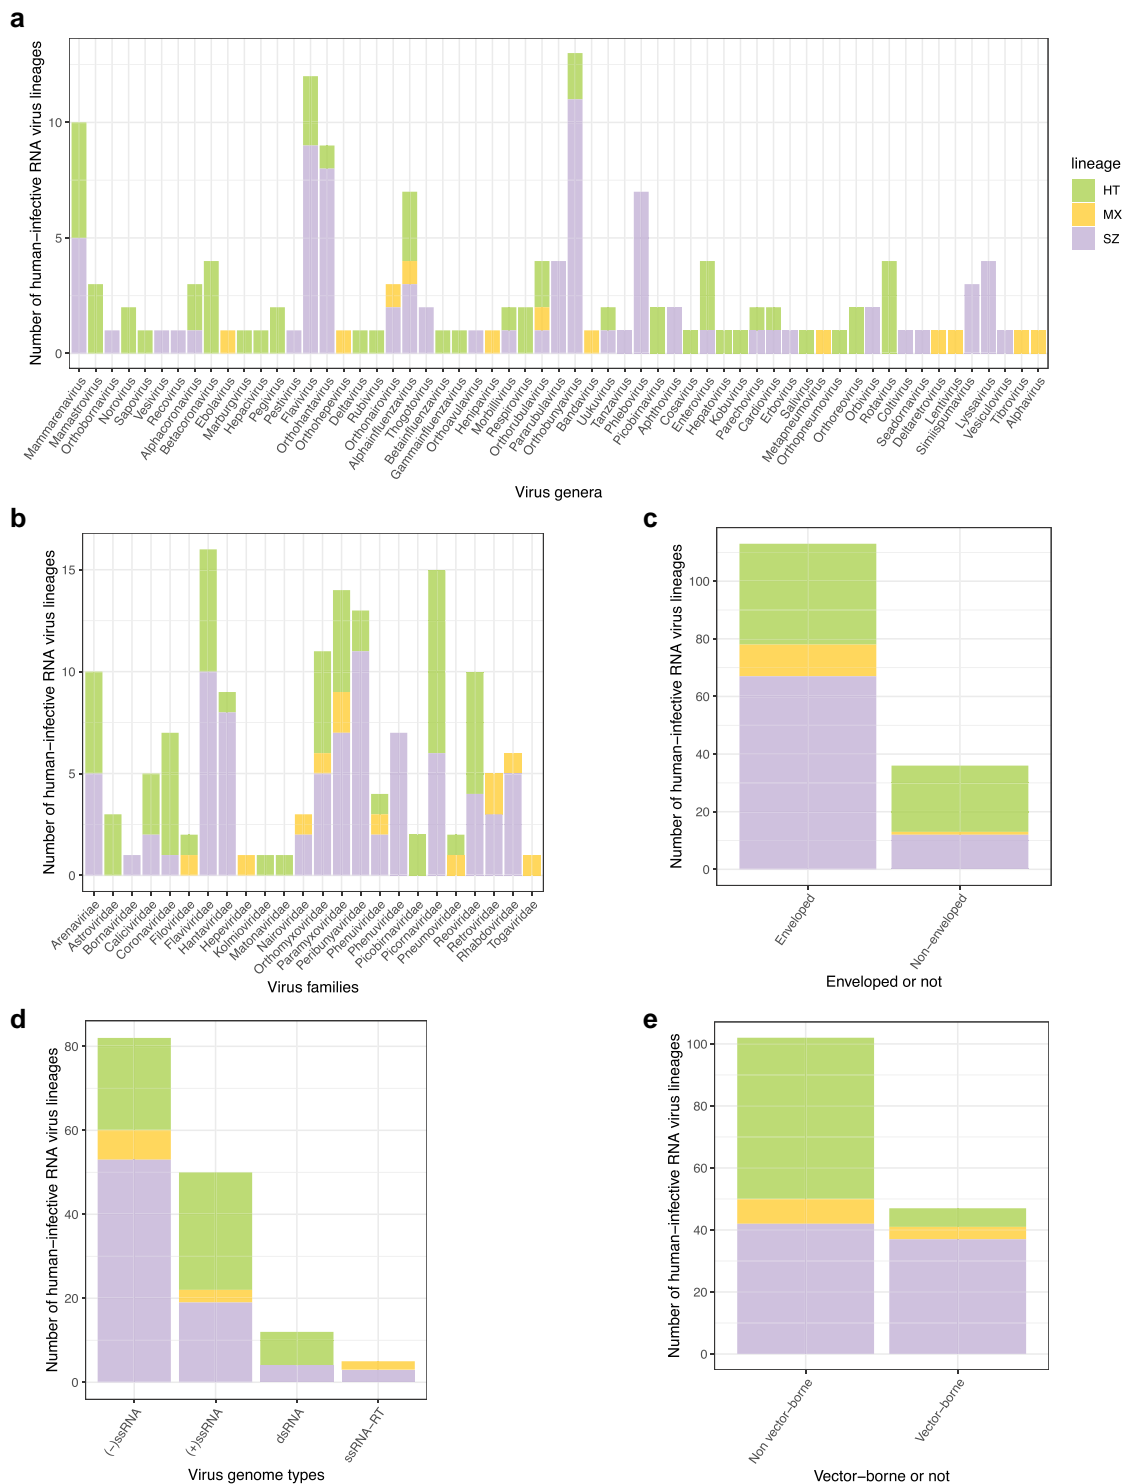 a
Number of human−infective RNA virus lineages
10
5
0
Mammarenavirus
Mamastrovirus
Orthobornavirus
Norovirus
Sapovirus
Vesivirus
Recovirus
Alphacoronavirus
Betacoronavirus
Ebolavirus
Marburgvirus
Hepacivirus
Pegivirus
Pestivirus
Flavivirus
Orthohantavirus
Orthohepevirus
Deltavirus
Rubivirus
Orthonairovirus
Alphainfluenzavirus
Thogotovirus
Betainfluenzavirus
Gammainfluenzavirus
Orthoavulavirus
Henipavirus
Morbillivirus
Respirovirus
Orthorubulavirus
Pararubulavirus
Orthobunyavirus
Bandavirus
Uukuvirus
Tanzavirus
Phlebovirus
Picobirnavirus
Aphthovirus
Cosavirus
Enterovirus
Hepatovirus
Kobuvirus
Parechovirus
Cardiovirus
Erbovirus
Salivirus
Metapneumovirus
Orthopneumovirus
Orthoreovirus
Orbivirus
Rotavirus
Coltivirus
Seadornavirus
Deltaretrovirus
Lentivirus
Simiispumavirus
Lyssavirus
Vesiculovirus
Tibrovirus
Alphavirus
Virus genera
lineage
HT
MX
SZ
b
Number of human−infective RNA virus lineages
15
10
5
0
Arenaviriae
Astroviridae
Bornaviridae
Caliciviridae
Coronaviridae
Filoviridae
Flaviviridae
Hantaviridae
Hepeviridae
Kolmioviridae
Matonaviridae
Nairoviridae
Orthomyxoviridae
Paramyxoviridae
Peribunyaviridae
Phenuiviridae
Phenuviridae
Picobirnaviridae
Picornaviridae
Pneumoviridae
Reoviridae
Retroviridae
Rhabdoviridae
Togaviridae
Virus families
c
Number of human−infective RNA virus lineages
100
80
60
40
20
0
Enveloped
Non−enveloped
Enveloped or not
d
Number of human−infective RNA virus lineages
80
60
40
20
0
(−)ssRNA
(+)ssRNA
dsRNA
ssRNA−RT
Virus genome types
e
Number of human−infective RNA virus lineages
100
80
60
40
20
0
Non vector−borne
Vector−borne
Vector−borne or not